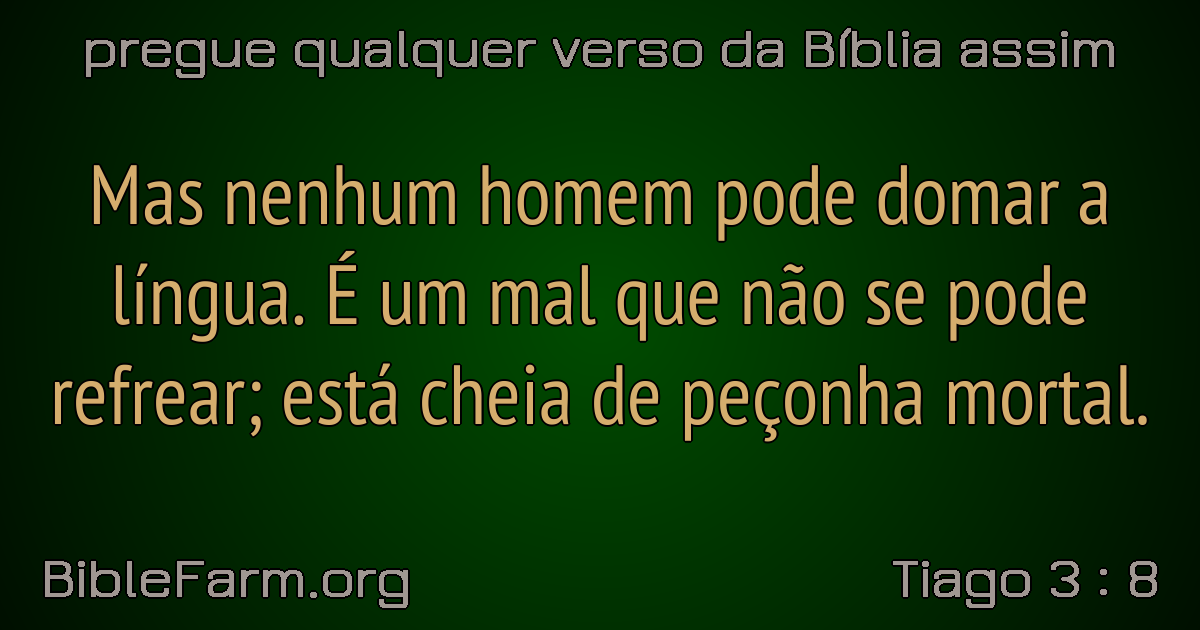 pregue qualquer verso da Bíblia assim
Mas nenhum homem pode domar a
língua. É um mal que não se pode
refrear; está cheia de peçonha mortal.
BibleFarm.org
Tiago 3 : 8